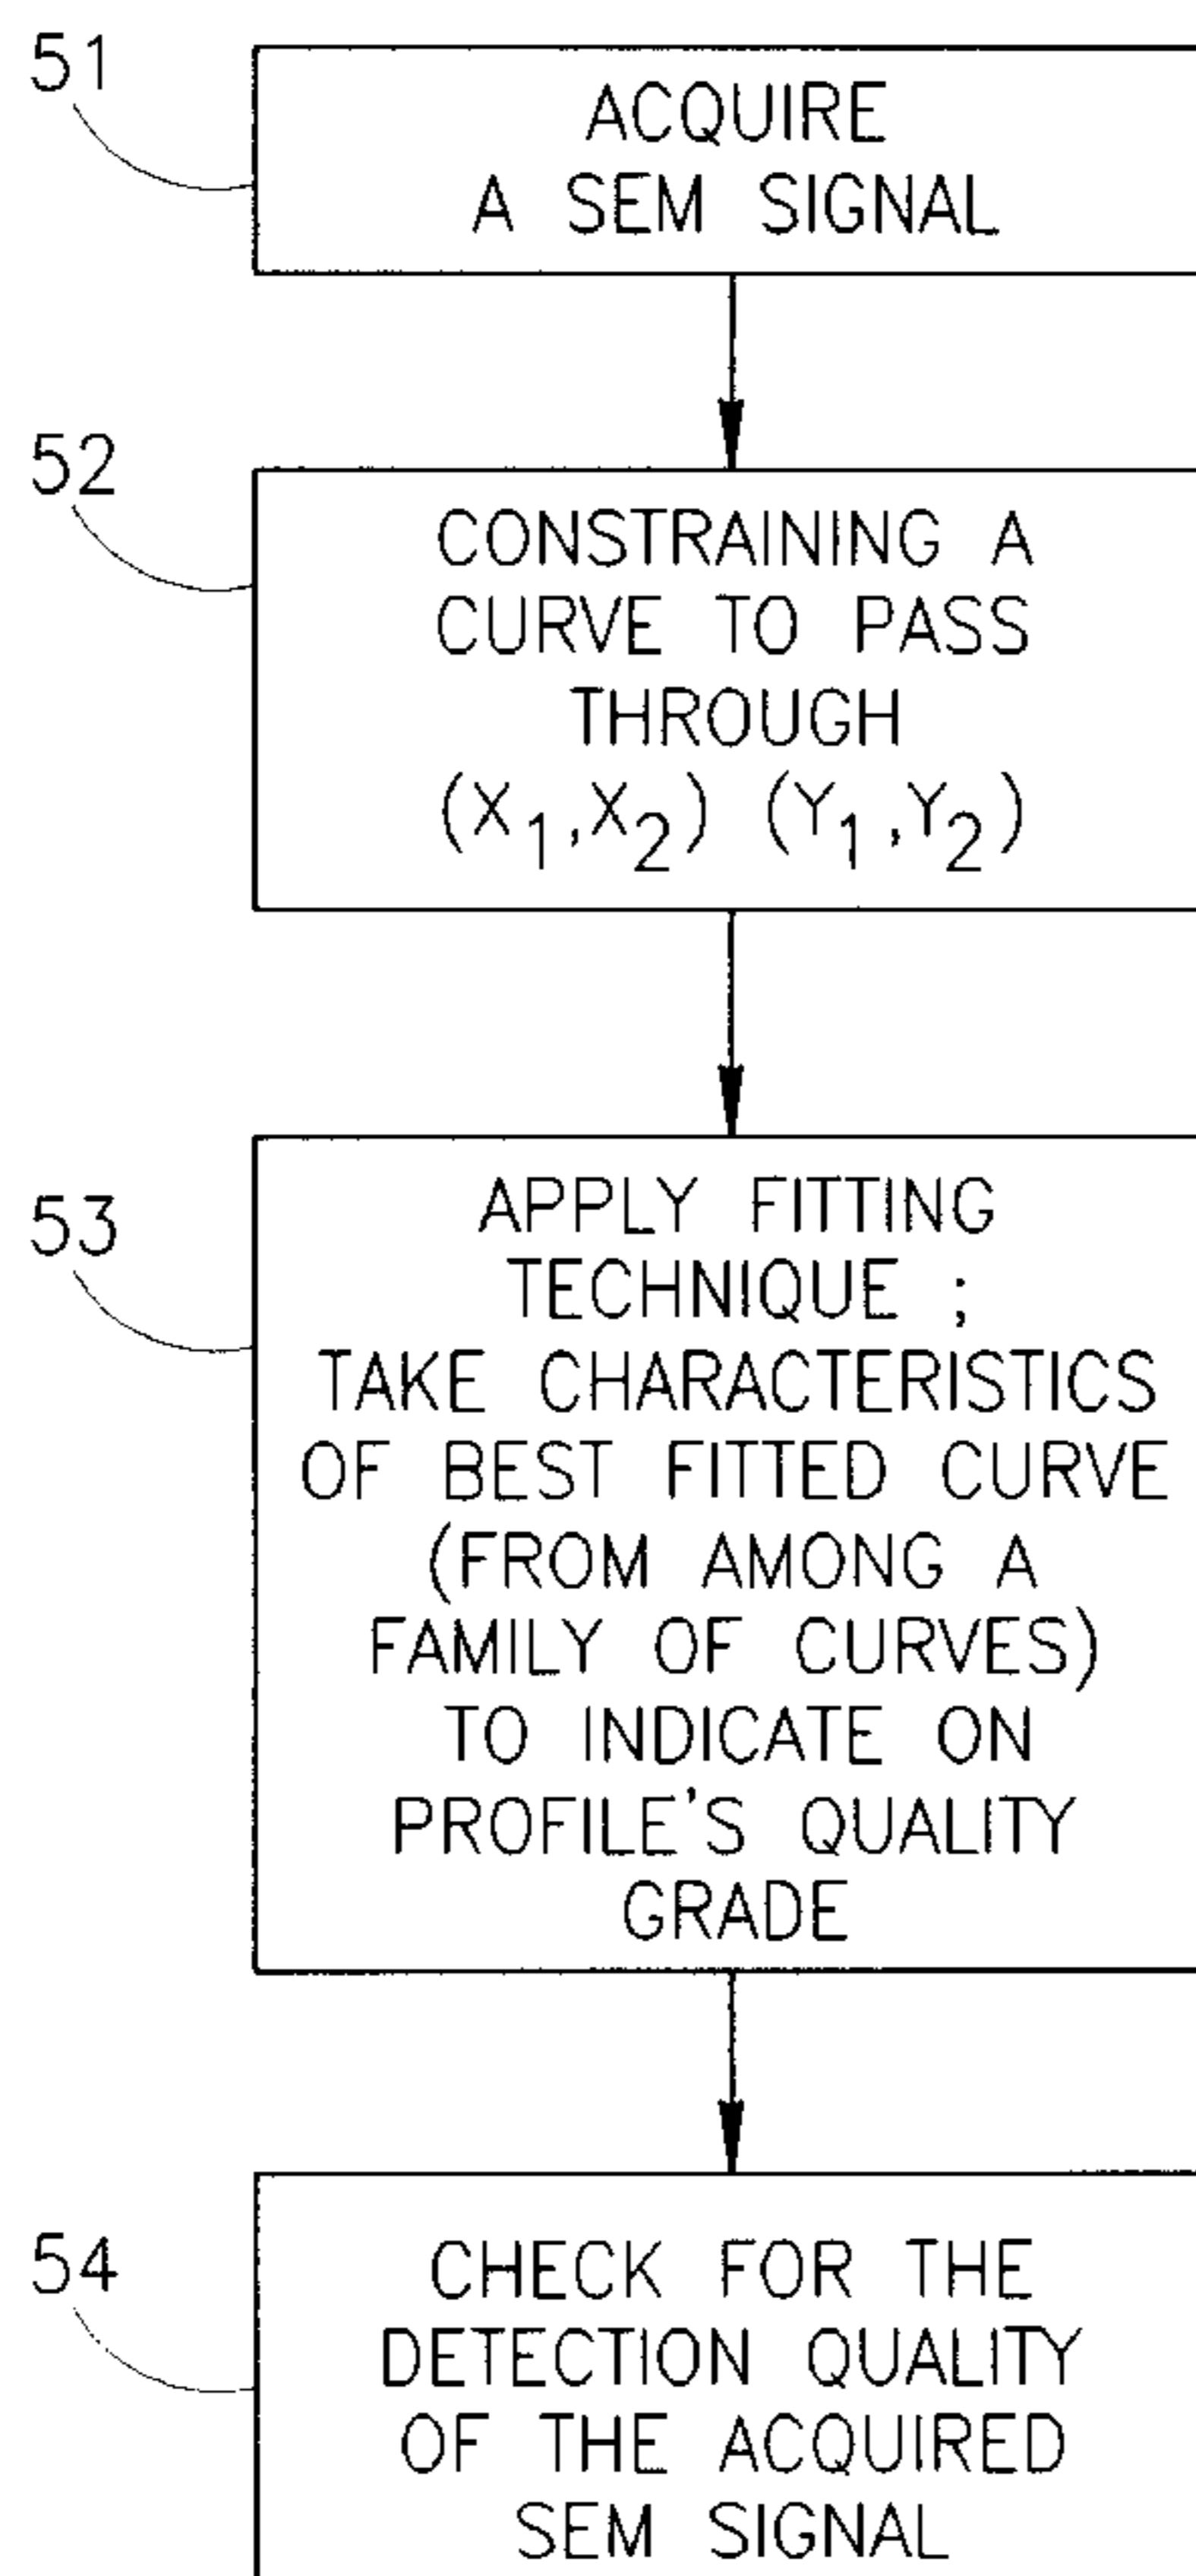 51
ACQUIRE
A SEM SIGNAL
52
CONSTRAINING A
CURVE TO PASS
THROUGH
(X₁,X₂) (Y₁,Y₂)
53
APPLY FITTING
TECHNIQUE ;
TAKE CHARACTERISTICS
OF BEST FITTED CURVE
(FROM AMONG A
FAMILY OF CURVES)
TO INDICATE ON
PROFILE'S QUALITY
GRADE
54
CHECK FOR THE
DETECTION QUALITY
OF THE ACQUIRED
SEM SIGNAL